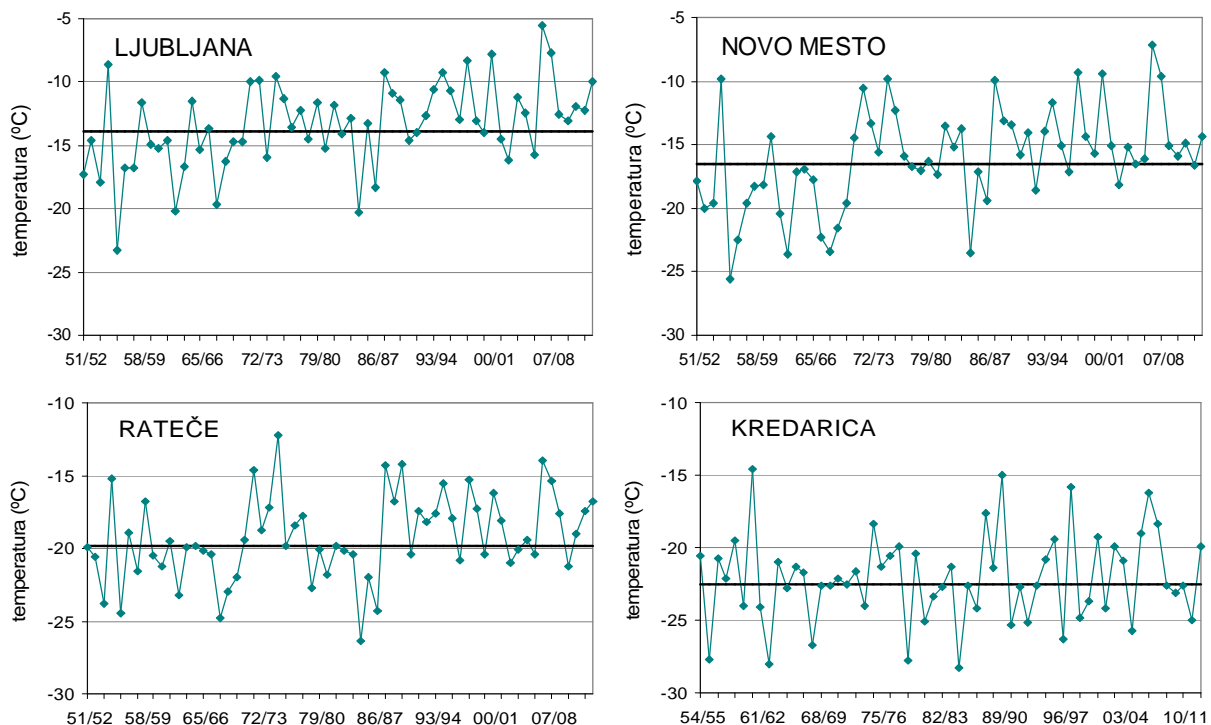 LJUBLJANA
temperatura (ºC)
-5
-10
-15
-20
-25
-30
51/52 58/59 65/66 72/73 79/80 86/87 93/94 00/01 07/08
NOVO MESTO
temperatura (ºC)
-5
-10
-15
-20
-25
-30
51/52 58/59 65/66 72/73 79/80 86/87 93/94 00/01 07/08
RATEČE
temperatura (ºC)
-10
-15
-20
-25
-30
51/52 58/59 65/66 72/73 79/80 86/87 93/94 00/01 07/08
KREDARICA
temperatura (ºC)
-10
-15
-20
-25
-30
54/55 61/62 68/69 75/76 82/83 89/90 96/97 03/04 10/11